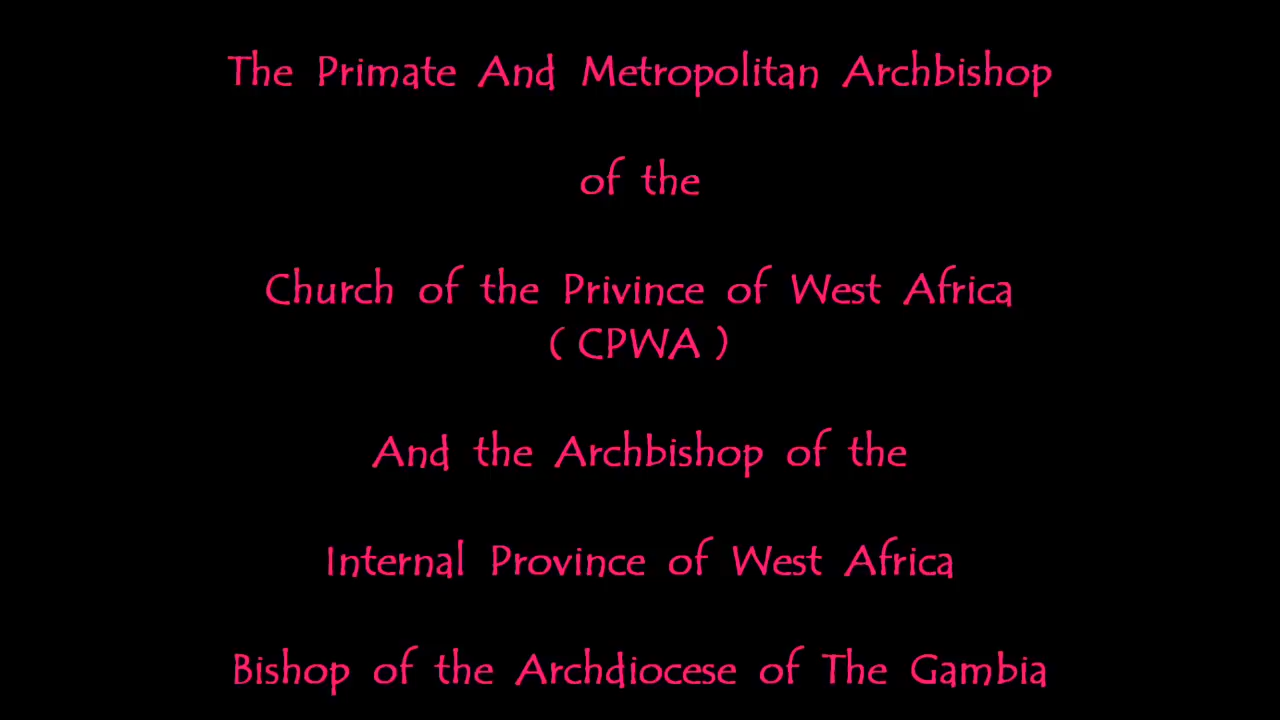 The Primate And Metropolitan Archbishop
of the
Church of the Privince of West Africa
( CPWA )
And the Archbishop of the
Internal Province of West Africa
Bishop of the Archdiocese of The Gambia